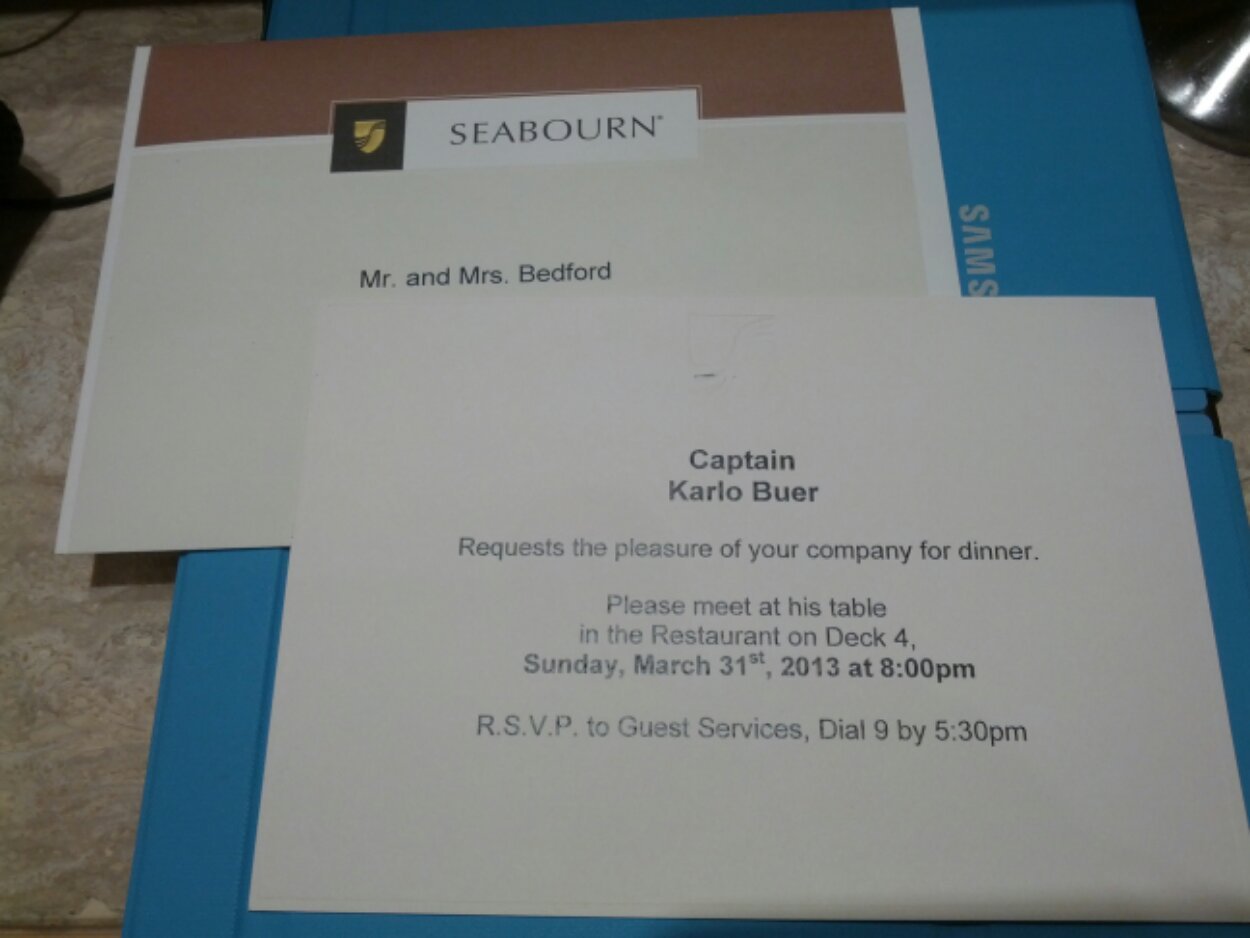 SEABOURN®
Mr. and Mrs. Bedford
SAMS
Captain
Karlo Buer
Requests the pleasure of your company for dinner.
Please meet at his table
in the Restaurant on Deck 4,
Sunday, March 31st, 2013 at 8:00pm
R.S.V.P. to Guest Services, Dial 9 by 5:30pm